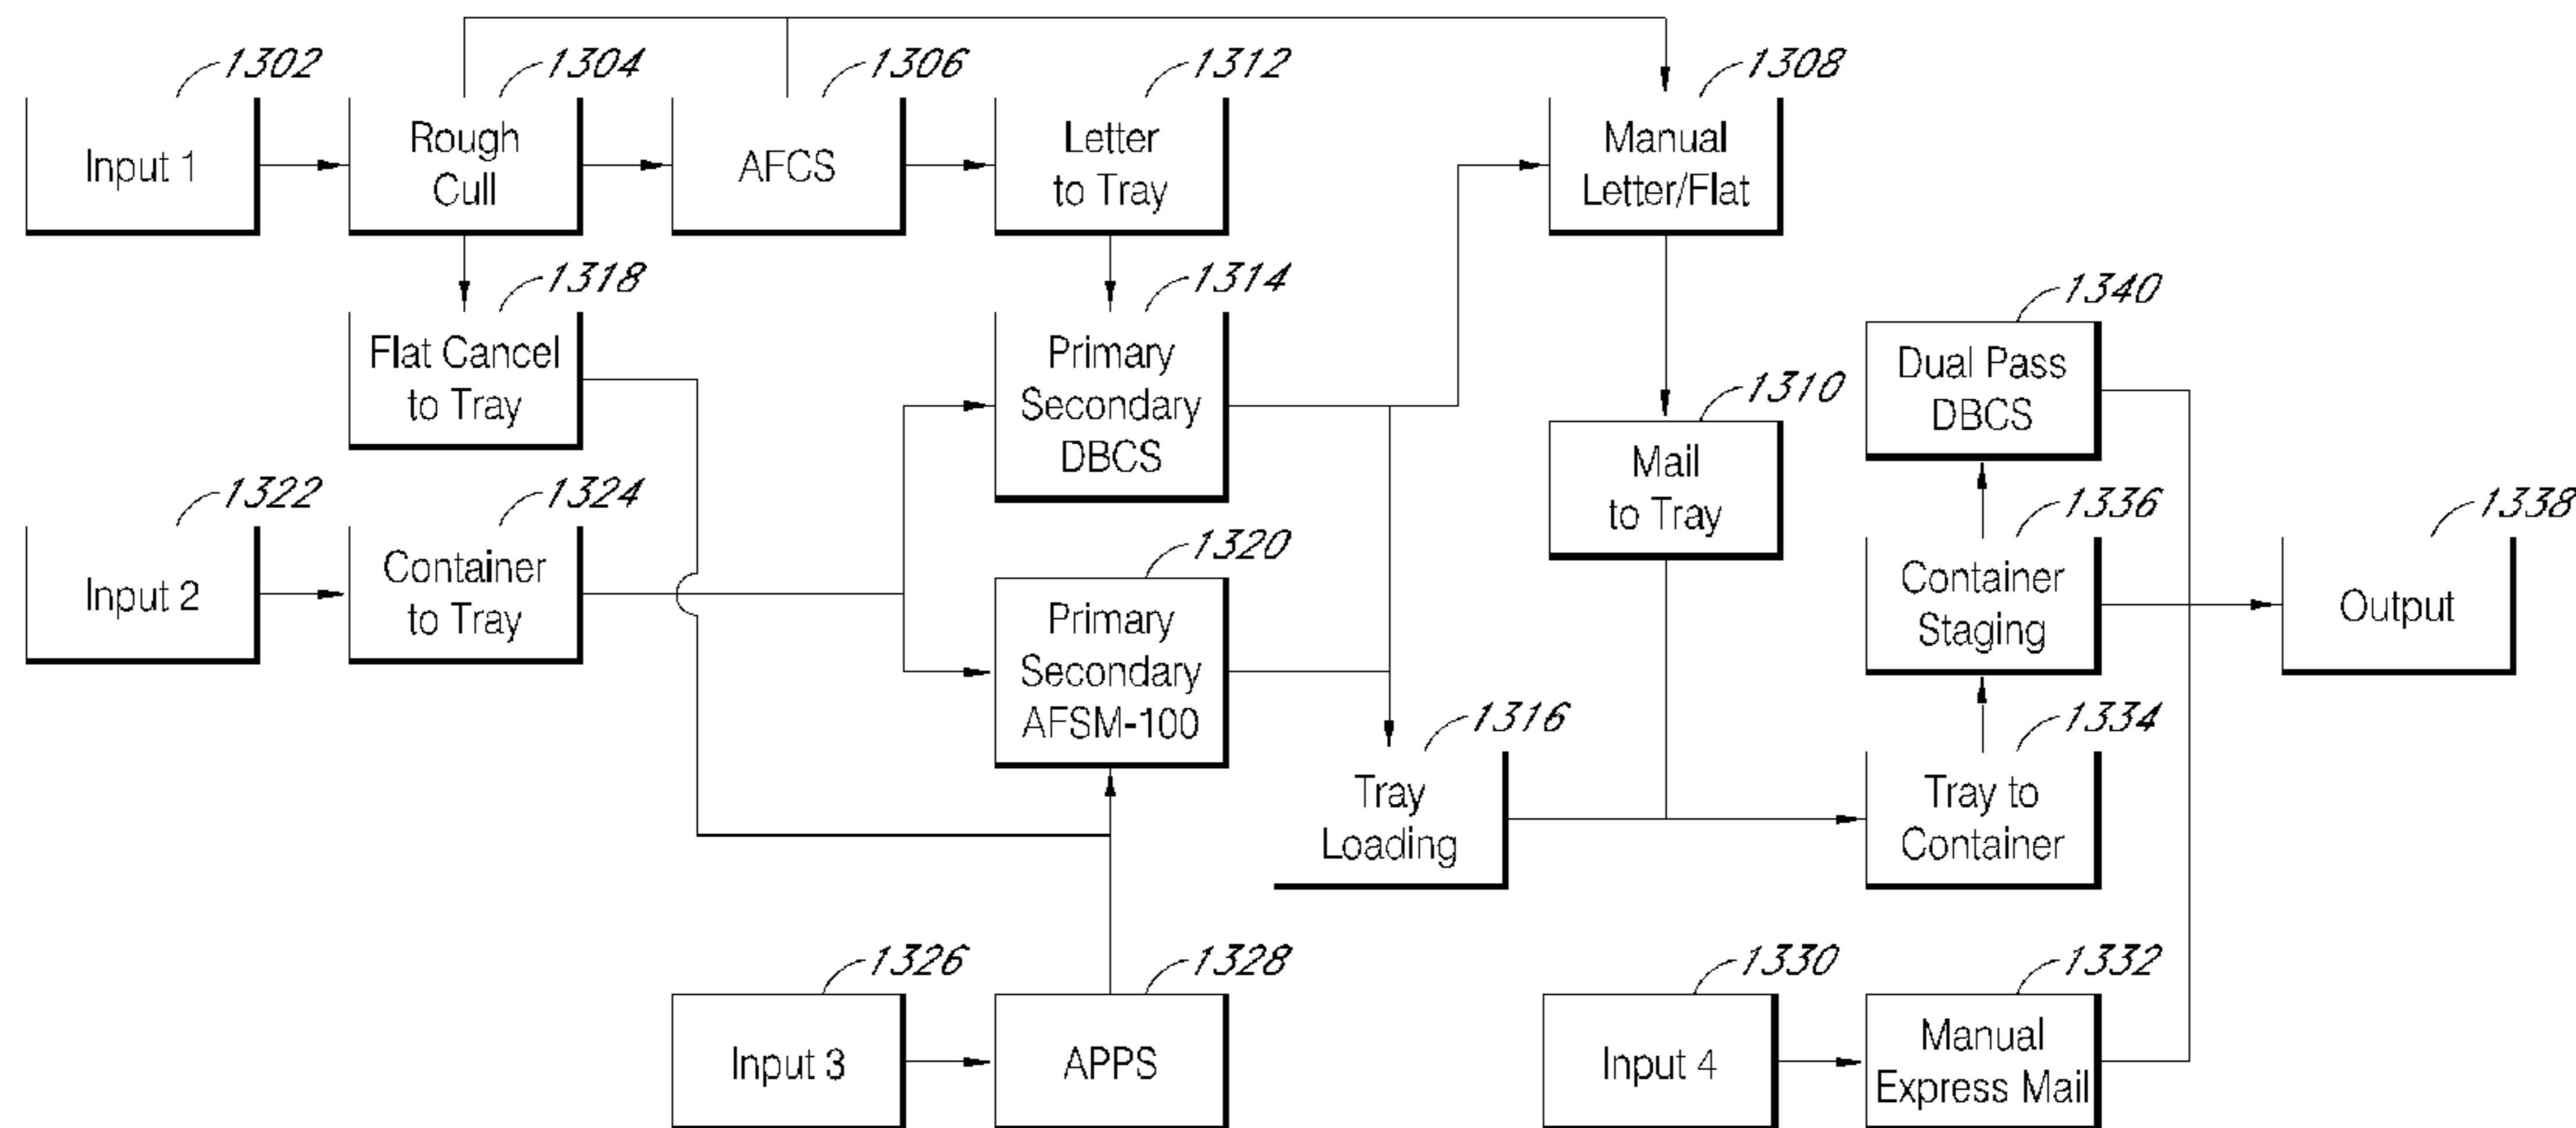 1302
1304
1306
1312
1308
Input 1
Rough
Cull
AFCS
Letter
to Tray
Manual
Letter/Flat
1318
1314
1340
Flat Cancel
to Tray
Primary
Secondary
DBCS
Dual Pass
DBCS
1310
Mail
to Tray
1322
1324
1320
1336
1338
Input 2
Container
to Tray
Primary
Secondary
AFSM-100
Container
Staging
Output
1316
1334
Tray
Loading
Tray to
Container
1326
1328
1330
1332
Input 3
APPS
Input 4
Manual
Express Mail